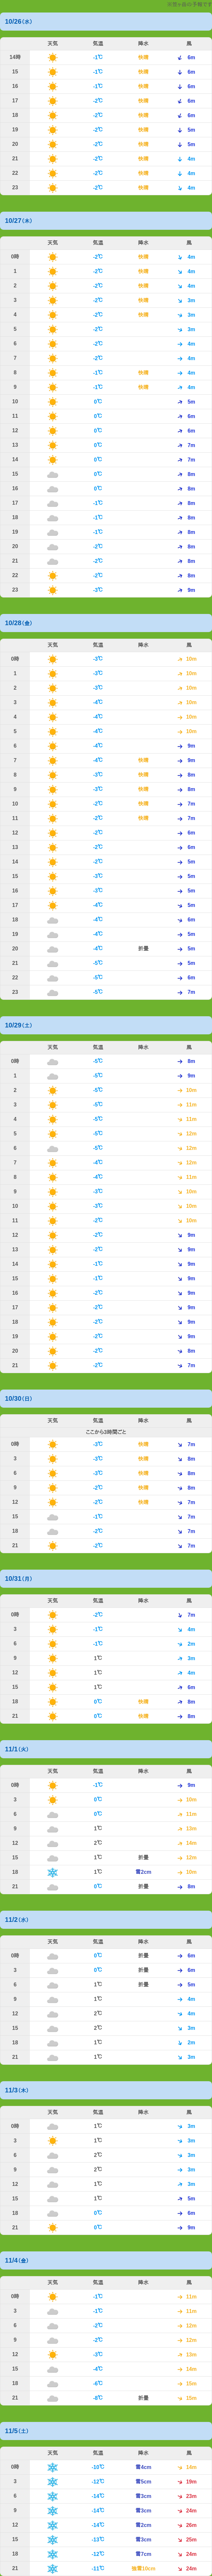 10/26(水)
天気 気温 降水 風
14時 -1℃ 快晴 6m
15 -1℃ 快晴 6m
16 -1℃ 快晴 6m
17 -2℃ 快晴 6m
18 -2℃ 快晴 6m
19 -2℃ 快晴 5m
20 -2℃ 快晴 5m
21 -2℃ 快晴 4m
22 -2℃ 快晴 4m
23 -2℃ 快晴 4m
10/27(木)
天気 気温 降水 風
0時 -2℃ 快晴 4m
1 -2℃ 快晴 4m
2 -2℃ 快晴 4m
3 -2℃ 快晴 3m
4 -2℃ 快晴 3m
5 -2℃ 3m
6 -2℃ 4m
7 -2℃ 4m
8 -1℃ 快晴 4m
9 -1℃ 快晴 4m
10 0℃ 5m
11 0℃ 6m
12 0℃ 6m
13 0℃ 7m
14 0℃ 7m
15 0℃ 8m
16 0℃ 8m
17 -1℃ 8m
18 -1℃ 8m
19 -1℃ 8m
20 -2℃ 8m
21 -2℃ 8m
22 -2℃ 8m
23 -3℃ 9m
10/28(金)
天気 気温 降水 風
0時 -3℃ 10m
1 -3℃ 10m
2 -3℃ 10m
3 -4℃ 10m
4 -4℃ 10m
5 -4℃ 10m
6 -4℃ 9m
7 -4℃ 快晴 9m
8 -3℃ 快晴 8m
9 -3℃ 快晴 8m
10 -2℃ 快晴 7m
11 -2℃ 快晴 7m
12 -2℃ 6m
13 -2℃ 6m
14 -2℃ 5m
15 -3℃ 5m
16 -3℃ 5m
17 -4℃ 5m
18 -4℃ 6m
19 -4℃ 5m
20 -4℃ 折曇 5m
21 -5℃ 5m
22 -5℃ 6m
23 -5℃ 7m
10/29(土)
天気 気温 降水 風
0時 -5℃ 8m
1 -5℃ 9m
2 -5℃ 10m
3 -5℃ 11m
4 -5℃ 11m
5 -5℃ 12m
6 -5℃ 12m
7 -4℃ 12m
8 -4℃ 11m
9 -3℃ 10m
10 -3℃ 10m
11 -2℃ 10m
12 -2℃ 9m
13 -2℃ 9m
14 -1℃ 9m
15 -1℃ 9m
16 -2℃ 9m
17 -2℃ 9m
18 -2℃ 9m
19 -2℃ 9m
20 -2℃ 8m
21 -2℃ 7m
10/30(日)
天気 気温 降水 風
ここから3時間ごと
0時 -3℃ 快晴 7m
3 -3℃ 快晴 8m
6 -3℃ 快晴 8m
9 -2℃ 快晴 8m
12 -2℃ 快晴 7m
15 -1℃ 7m
18 -2℃ 7m
21 -2℃ 7m
10/31(月)
天気 気温 降水 風
0時 -2℃ 7m
3 -1℃ 4m
6 -1℃ 2m
9 1℃ 3m
12 1℃ 4m
15 1℃ 6m
18 0℃ 快晴 8m
21 0℃ 快晴 8m
11/1(火)
天気 気温 降水 風
0時 -1℃ 9m
3 0℃ 10m
6 0℃ 11m
9 1℃ 13m
12 2℃ 14m
15 1℃ 折曇 12m
18 1℃ 雪2cm 10m
21 0℃ 折曇 8m
11/2(水)
天気 気温 降水 風
0時 0℃ 折曇 6m
3 0℃ 折曇 6m
6 1℃ 折曇 5m
9 1℃ 4m
12 2℃ 4m
15 2℃ 3m
18 1℃ 2m
21 1℃ 3m
11/3(木)
天気 気温 降水 風
0時 1℃ 3m
3 1℃ 3m
6 2℃ 3m
9 2℃ 3m
12 1℃ 3m
15 1℃ 5m
18 0℃ 6m
21 0℃ 9m
11/4(金)
天気 気温 降水 風
0時 -1℃ 11m
3 -1℃ 11m
6 -2℃ 12m
9 -2℃ 12m
12 -3℃ 13m
15 -4℃ 14m
18 -6℃ 15m
21 -8℃ 折曇 15m
11/5(土)
天気 気温 降水 風
0時 -10℃ 雪4cm 14m
3 -12℃ 雪5cm 19m
6 -14℃ 雪3cm 23m
9 -14℃ 雪3cm 24m
12 -14℃ 雪2cm 26m
15 -13℃ 雪3cm 25m
18 -12℃ 雪7cm 24m
21 -11℃ 24m